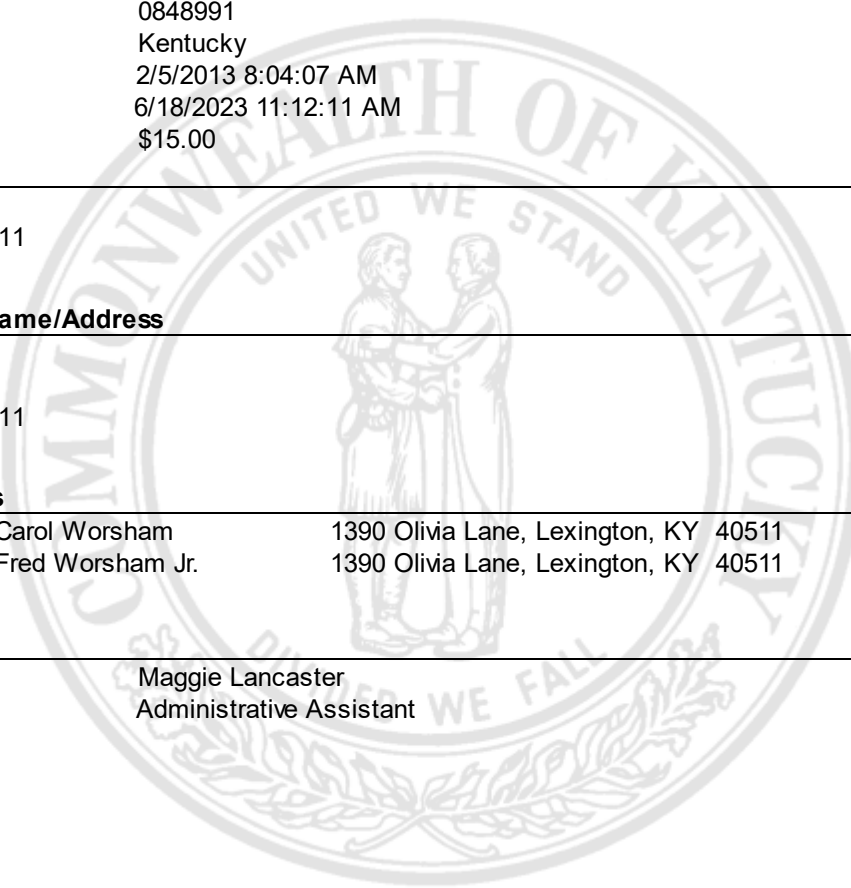 0848991
Kentucky
2/5/2013 8:04:07 AM
6/18/2023 11:12:11 AM
$15.00
11
ame/Address
11
s
Carol Worsham 1390 Olivia Lane, Lexington, KY 40511
Fred Worsham Jr. 1390 Olivia Lane, Lexington, KY 40511
Maggie Lancaster
Administrative Assistant
COMMONWEALTH OF KENTUCKY
UNITED WE STAND
DIVIDED WE FALL